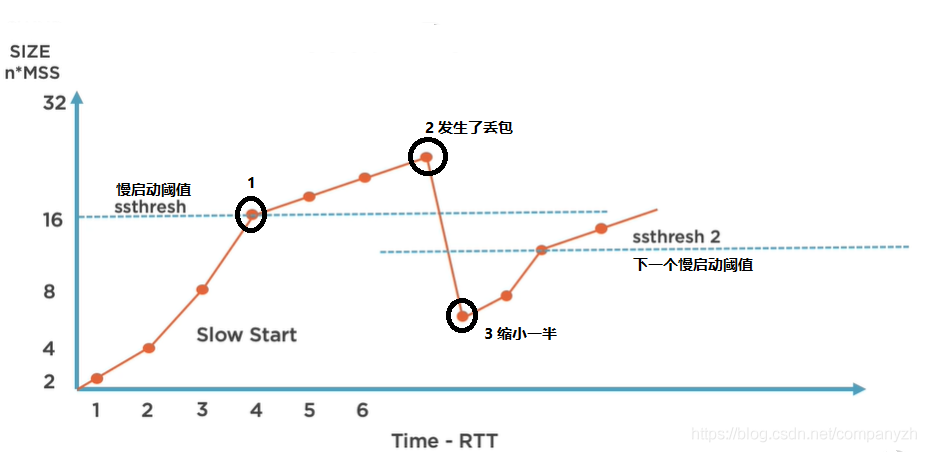 SIZE
n*MSS
32
2 发生了丢包
慢启动阈值
1
ssthresh
16
ssthresh 2
下一个慢启动阈值
8
3 缩小一半
Slow Start
4
2
1 2 3 4 5 6
Time - RTT
https://blog.csdn.net/companyzh